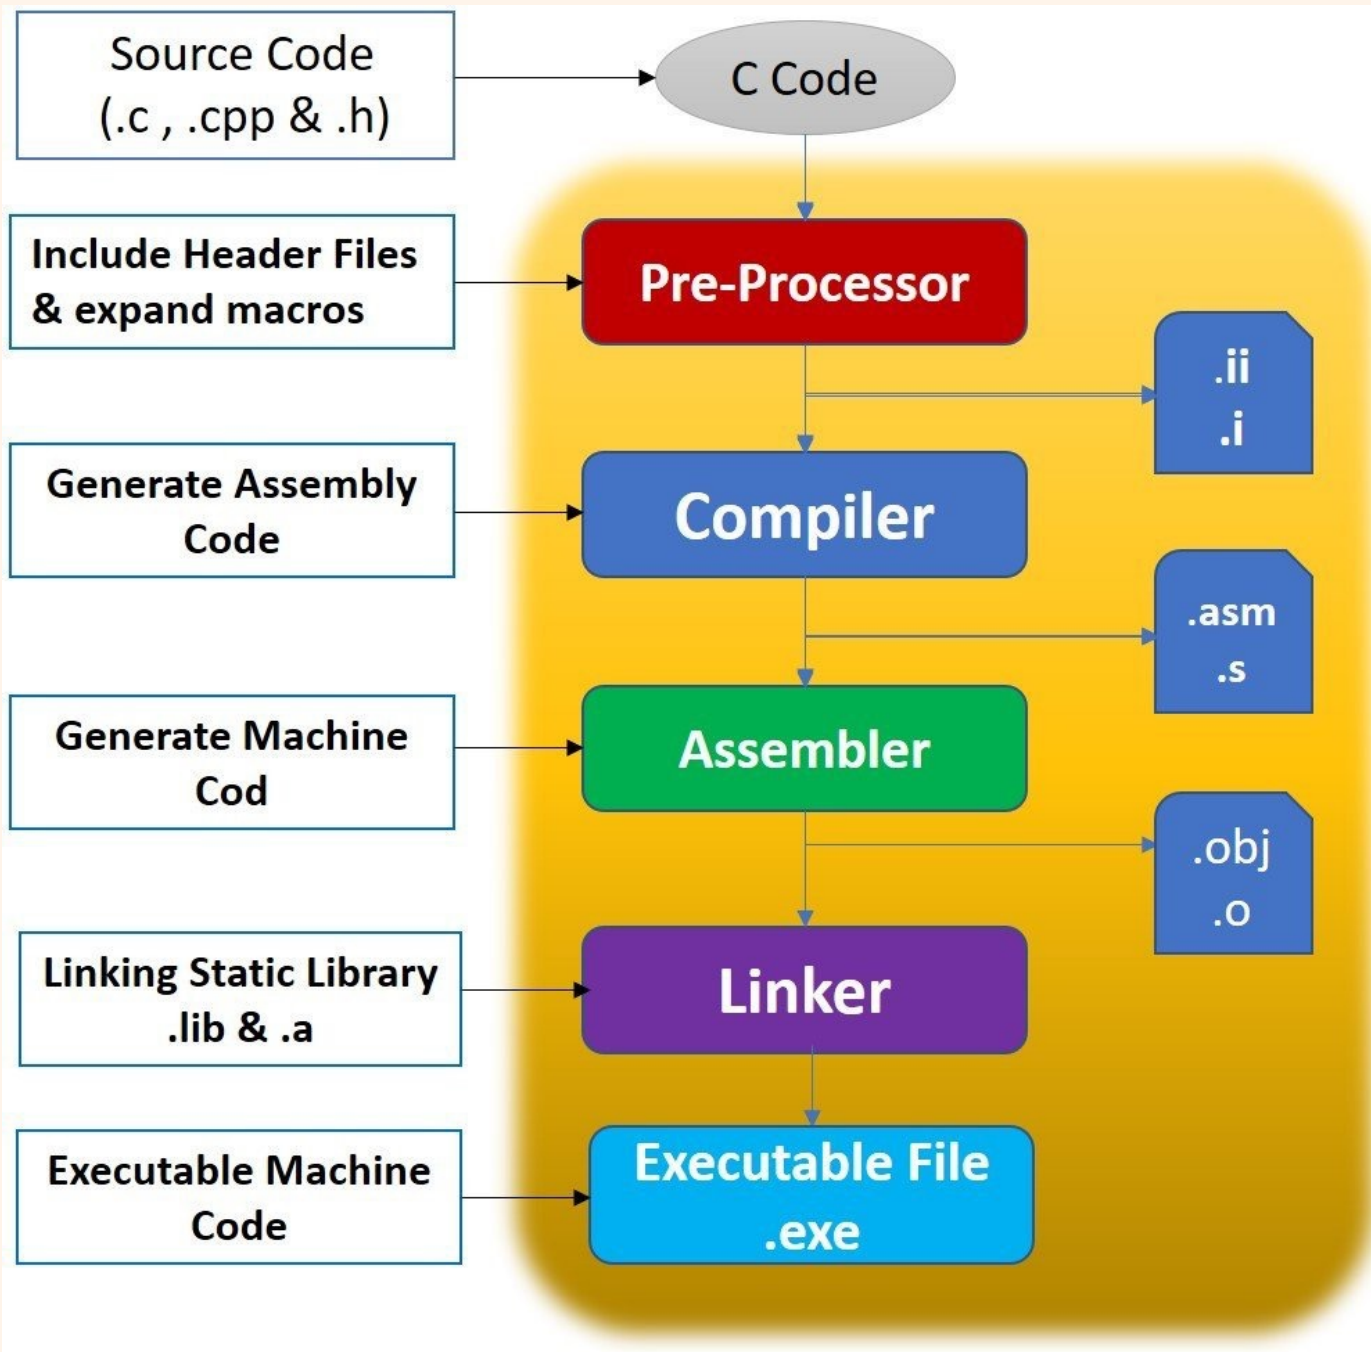 Source Code
(.c , .cpp & .h)
C Code
Include Header Files
& expand macros
Pre-Processor
.ii
.i
Generate Assembly
Code
Compiler
.asm
.s
Generate Machine
Cod
Assembler
.obj
.o
Linking Static Library
.lib & .a
Linker
Executable Machine
Code
Executable File
.exe